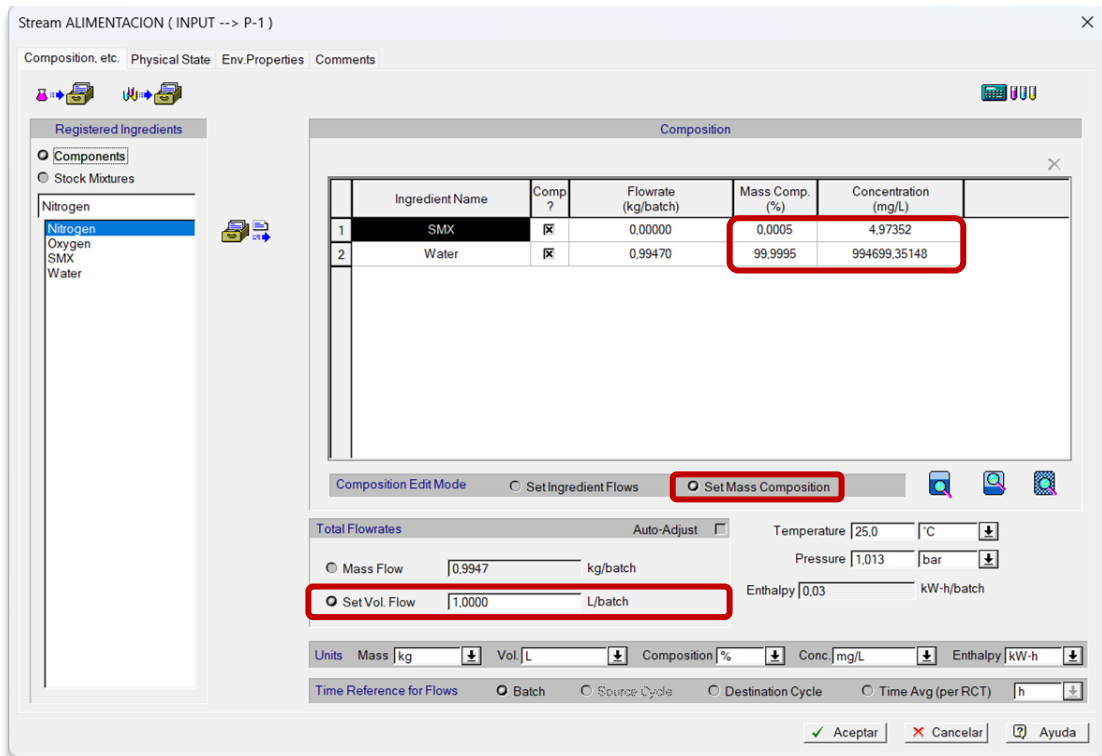 Stream ALIMENTACION ( INPUT --> P-1 )
Composition, etc. Physical State Env.Properties Comments
Registered Ingredients
Components
Stock Mixtures
Nitrogen
Nitrogen
Oxygen
SMX
Water
Composition
Ingredient Name Comp ? Flowrate (kg/batch) Mass Comp. (%) Concentration (mg/L)
1 SMX 0,00000 0,0005 4,97352
2 Water 0,99470 99,9995 994699,35148
Composition Edit Mode Set Ingredient Flows Set Mass Composition
Total Flowrates Auto-Adjust
Mass Flow 0,9947 kg/batch
Set Vol. Flow 1,0000 L/batch
Temperature 25,0 °C
Pressure 1,013 bar
Enthalpy 0,03 kW-h/batch
Units Mass kg Vol. L Composition % Conc. mg/L Enthalpy kW-h
Time Reference for Flows Batch Source Cycle Destination Cycle Time Avg (per RCT) h
Aceptar Cancelar Ayuda